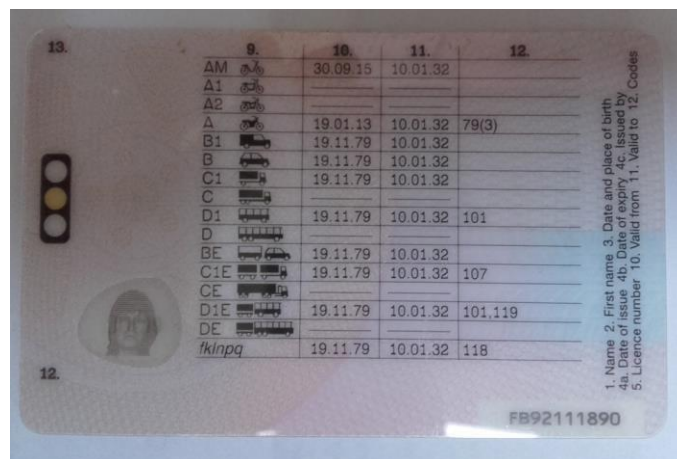 13.
9. 10. 11. 12.
AM 30.09.15 10.01.32
A1
A2
A 19.01.13 10.01.32 79(3)
B1 19.11.79 10.01.32
B 19.11.79 10.01.32
C1 19.11.79 10.01.32
C
D1 19.11.79 10.01.32 101
D
BE 19.11.79 10.01.32
C1E 19.11.79 10.01.32 107
CE
D1E 19.11.79 10.01.32 101,119
DE
fklnpq 19.11.79 10.01.32 118
12.
1. Name 2. First name 3. Date and place of birth
4a. Date of issue 4b. Date of expiry 4c. Issued by
5. Licence number 10. Valid from 11. Valid to 12. Codes
FB92111890